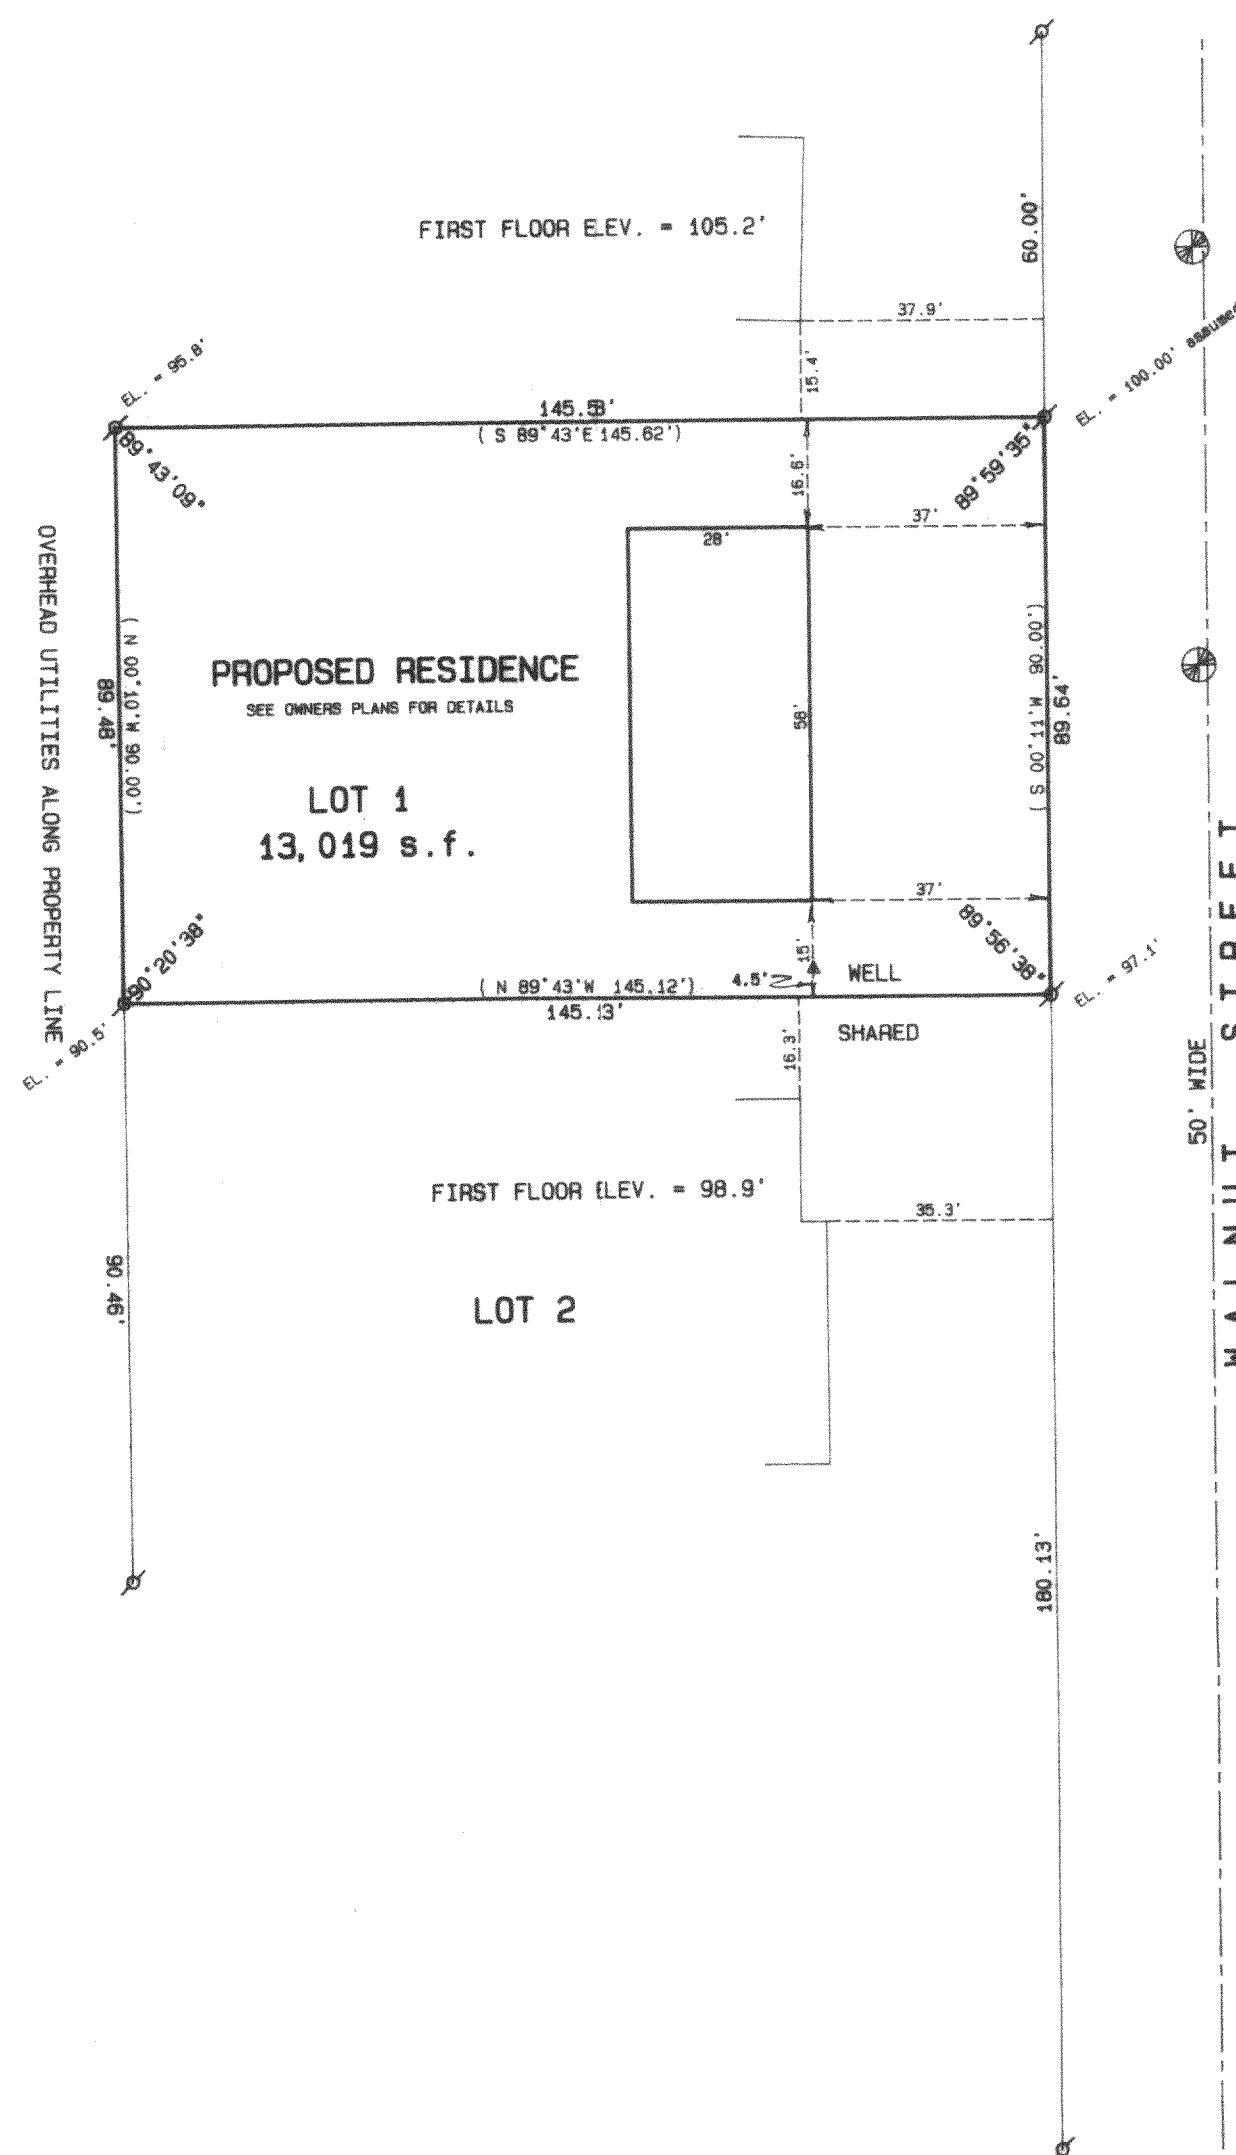 60.00'
FIRST FLOOR ELEV. = 105.2'
37.9'
15.4'
EL. = 95.8'
EL. = 100.00' assumed
145.58'
( S 89°43'E 145.62')
89°43'09"
89°59'35"
16.6'
37'
28'
OVERHEAD UTILITIES ALONG PROPERTY LINE
( N 00°10'W 90.00')
89.48'
PROPOSED RESIDENCE
SEE OWNERS PLANS FOR DETAILS
58'
( S 00°11'W 90.00')
89.64'
LOT 1
13,019 s.f.
37'
90°20'38"
89°56'38"
15'
4.5'
WELL
( N 89°43'W 145.12')
145.13'
SHARED
EL. = 97.1'
EL. = 90.5'
16.3'
50' WIDE
WALNUT STREET
FIRST FLOOR ELEV. = 98.9'
35.3'
90.46'
LOT 2
180.13'